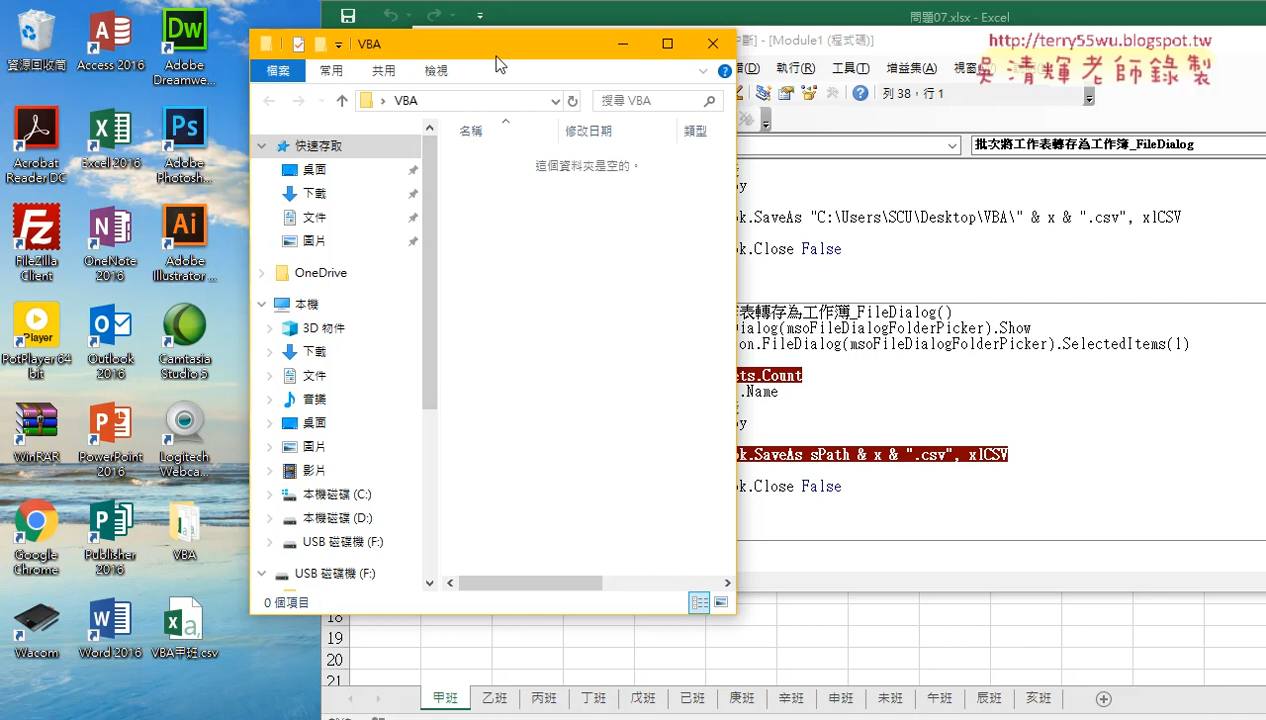 資源回收筒
Access 2016
Adobe
Dreamwe...
Acrobat
Reader DC
Excel 2016
Adobe
Photosh...
FileZilla
Client
OneNote
2016
Adobe
Illustrator ...
PotPlayer 64
bit
Outlook
2016
Camtasia
Studio 5
WinRAR
PowerPoint
2016
Logitech
Webca...
Google
Chrome
Publisher
2016
VBA
Wacom
Word 2016
VBA甲班.csv
VBA
檔案
常用
共用
檢視
VBA
搜尋 VBA
名稱
修改日期
類型
這個資料夾是空的。
快速存取
桌面
下載
文件
圖片
OneDrive
本機
3D 物件
下載
文件
音樂
桌面
圖片
影片
本機磁碟 (C:)
本機磁碟 (D:)
USB 磁碟機 (F:)
USB 磁碟機 (F:)
0 個項目
問題07.xlsx - Excel
[Module1 (程式碼)]
http://terry55wu.blogspot.tw
吳清輝老師錄製
(D)
執行(R)
工具(T)
增益集(A)
視窗
列 38，行 1
批次將工作表轉存為工作簿_FileDialog
k.SaveAs "C:\Users\SCU\Desktop\VBA\" & x & ".csv", xlCSV
k.Close False
表轉存為工作簿_FileDialog()
Dialog(msoFileDialogFolderPicker).Show
on.FileDialog(msoFileDialogFolderPicker).SelectedItems(1)
ts.Count
.Name
k.SaveAs sPath & x & ".csv", xlCSV
k.Close False
18
19
20
21
甲班
乙班
丙班
丁班
戊班
己班
庚班
辛班
申班
未班
午班
辰班
亥班